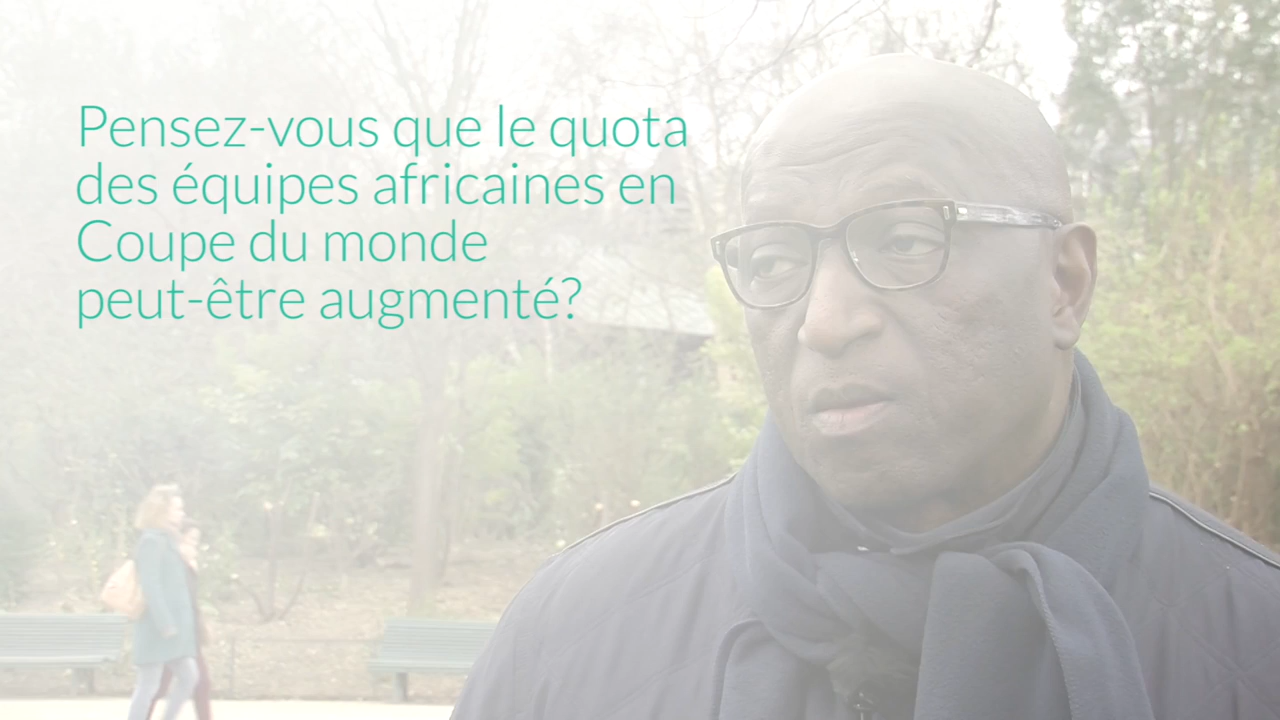 Pensez-vous que le quota
des équipes africaines en
Coupe du monde
peut-être augmenté?